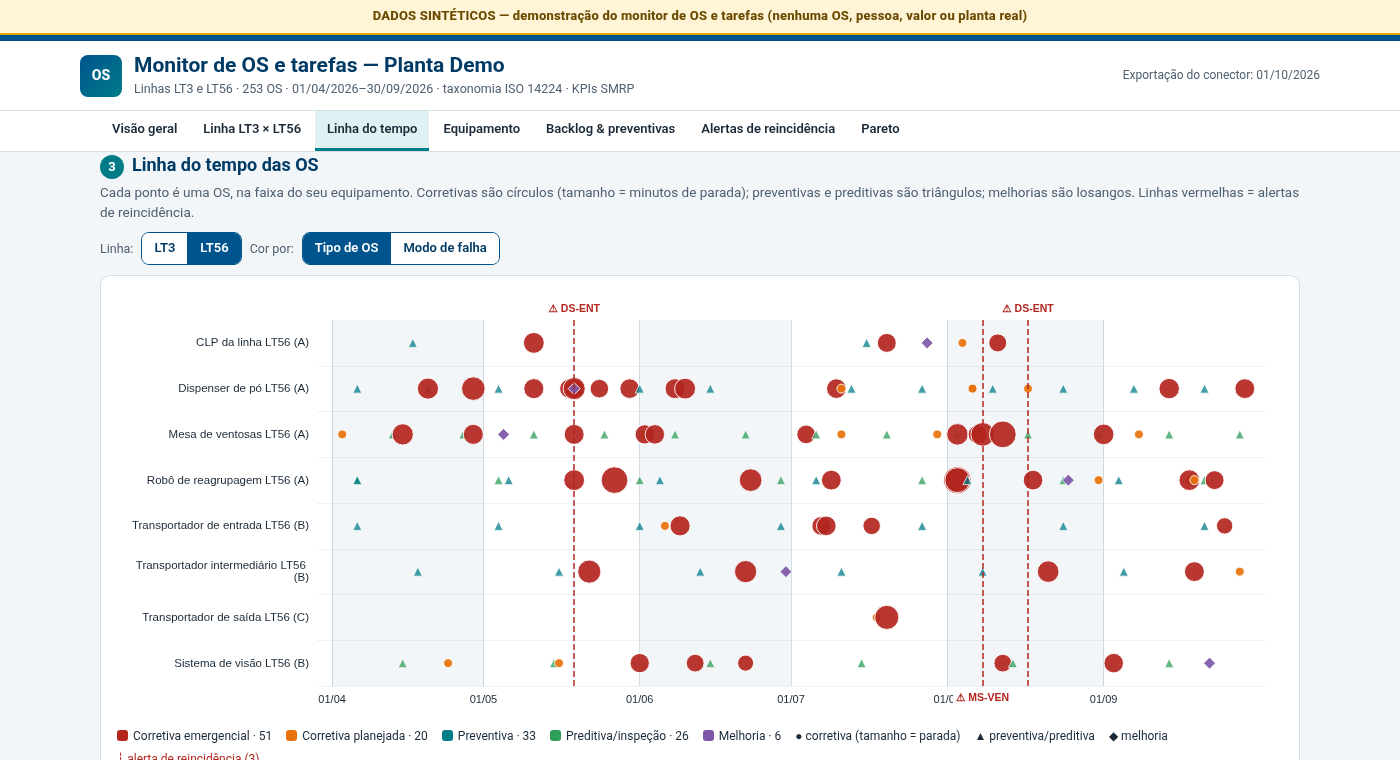 DADOS SINTÉTICOS — demonstração do monitor de OS e tarefas (nenhuma OS, pessoa, valor ou planta real)
OS
Monitor de OS e tarefas — Planta Demo
Linhas LT3 e LT56 · 253 OS · 01/04/2026–30/09/2026 · taxonomia ISO 14224 · KPIs SMRP
Exportação do conector: 01/10/2026
Visão geral
Linha LT3 × LT56
Linha do tempo
Equipamento
Backlog & preventivas
Alertas de reincidência
Pareto
3 Linha do tempo das OS
Cada ponto é uma OS, na faixa do seu equipamento. Corretivas são círculos (tamanho = minutos de parada); preventivas e preditivas são triângulos; melhorias são losangos. Linhas vermelhas = alertas
de reincidência.
Linha: LT3 LT56 Cor por: Tipo de OS Modo de falha
⚠ DS-ENT ⚠ DS-ENT
CLP da linha LT56 (A)
Dispenser de pó LT56 (A)
Mesa de ventosas LT56 (A)
Robô de reagrupagem LT56 (A)
Transportador de entrada LT56 (B)
Transportador intermediário LT56
(B)
Transportador de saída LT56 (C)
Sistema de visão LT56 (B)
01/04 01/05 01/06 01/07 01/0 ⚠ MS-VEN 01/09
Corretiva emergencial · 51 Corretiva planejada · 20 Preventiva · 33 Preditiva/inspeção · 26 Melhoria · 6 ● corretiva (tamanho = parada) ▲ preventiva/preditiva ◆ melhoria
┆ alerta de reincidência (3)